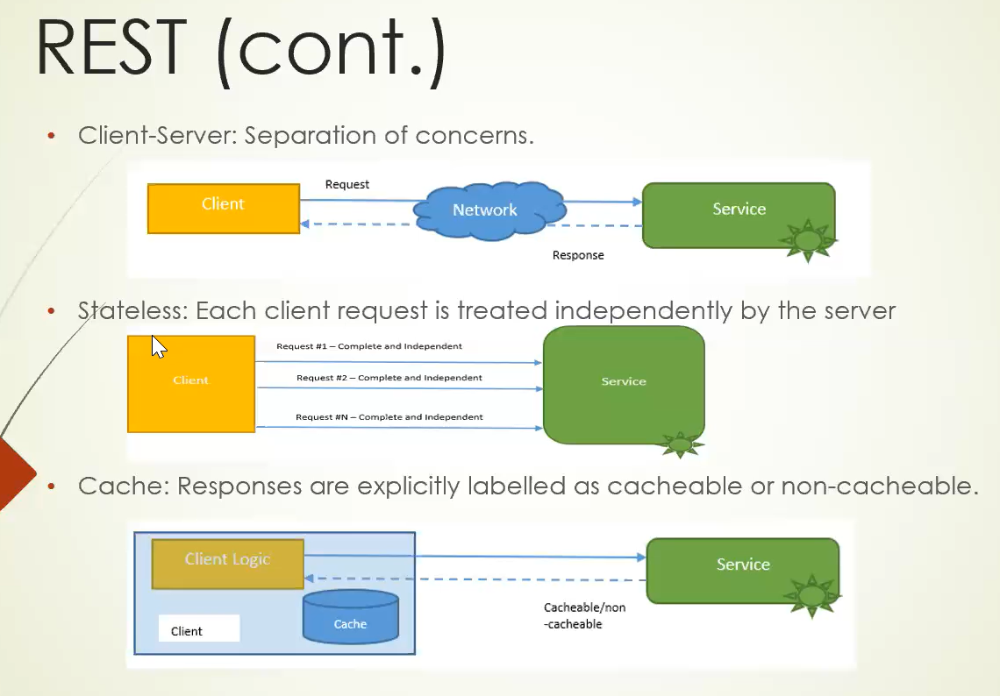 REST (cont.)
• Client-Server: Separation of concerns.
Request
Client
Network
Service
Response
• Stateless: Each client request is treated independently by the server
Request #1 – Complete and Independent
Request #2 – Complete and Independent
Client
Service
Request #N – Complete and Independent
• Cache: Responses are explicitly labelled as cacheable or non-cacheable.
Client Logic
Service
Cacheable/non
-cacheable
Cache
Client